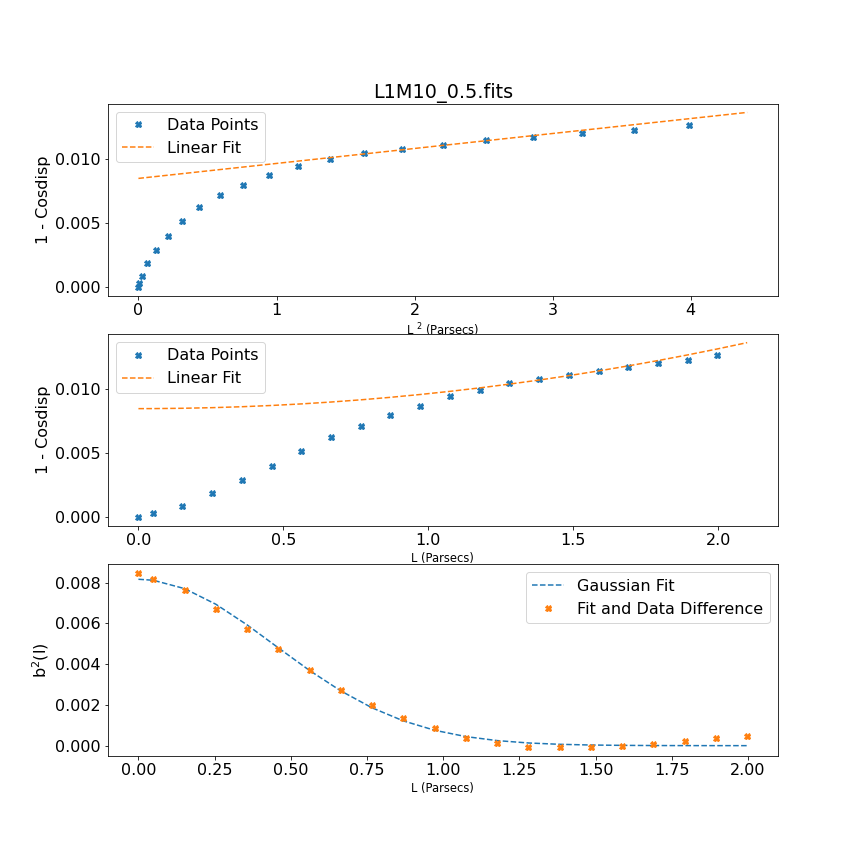 L1M10_0.5.fits
1 - Cosdisp
0.010
0.005
0.000
Data Points
Linear Fit
0 1 2 3 4
L ² (Parsecs)
1 - Cosdisp
0.010
0.005
0.000
Data Points
Linear Fit
0.0 0.5 1.0 1.5 2.0
L (Parsecs)
b²(l)
0.008
0.006
0.004
0.002
0.000
Gaussian Fit
Fit and Data Difference
0.00 0.25 0.50 0.75 1.00 1.25 1.50 1.75 2.00
L (Parsecs)